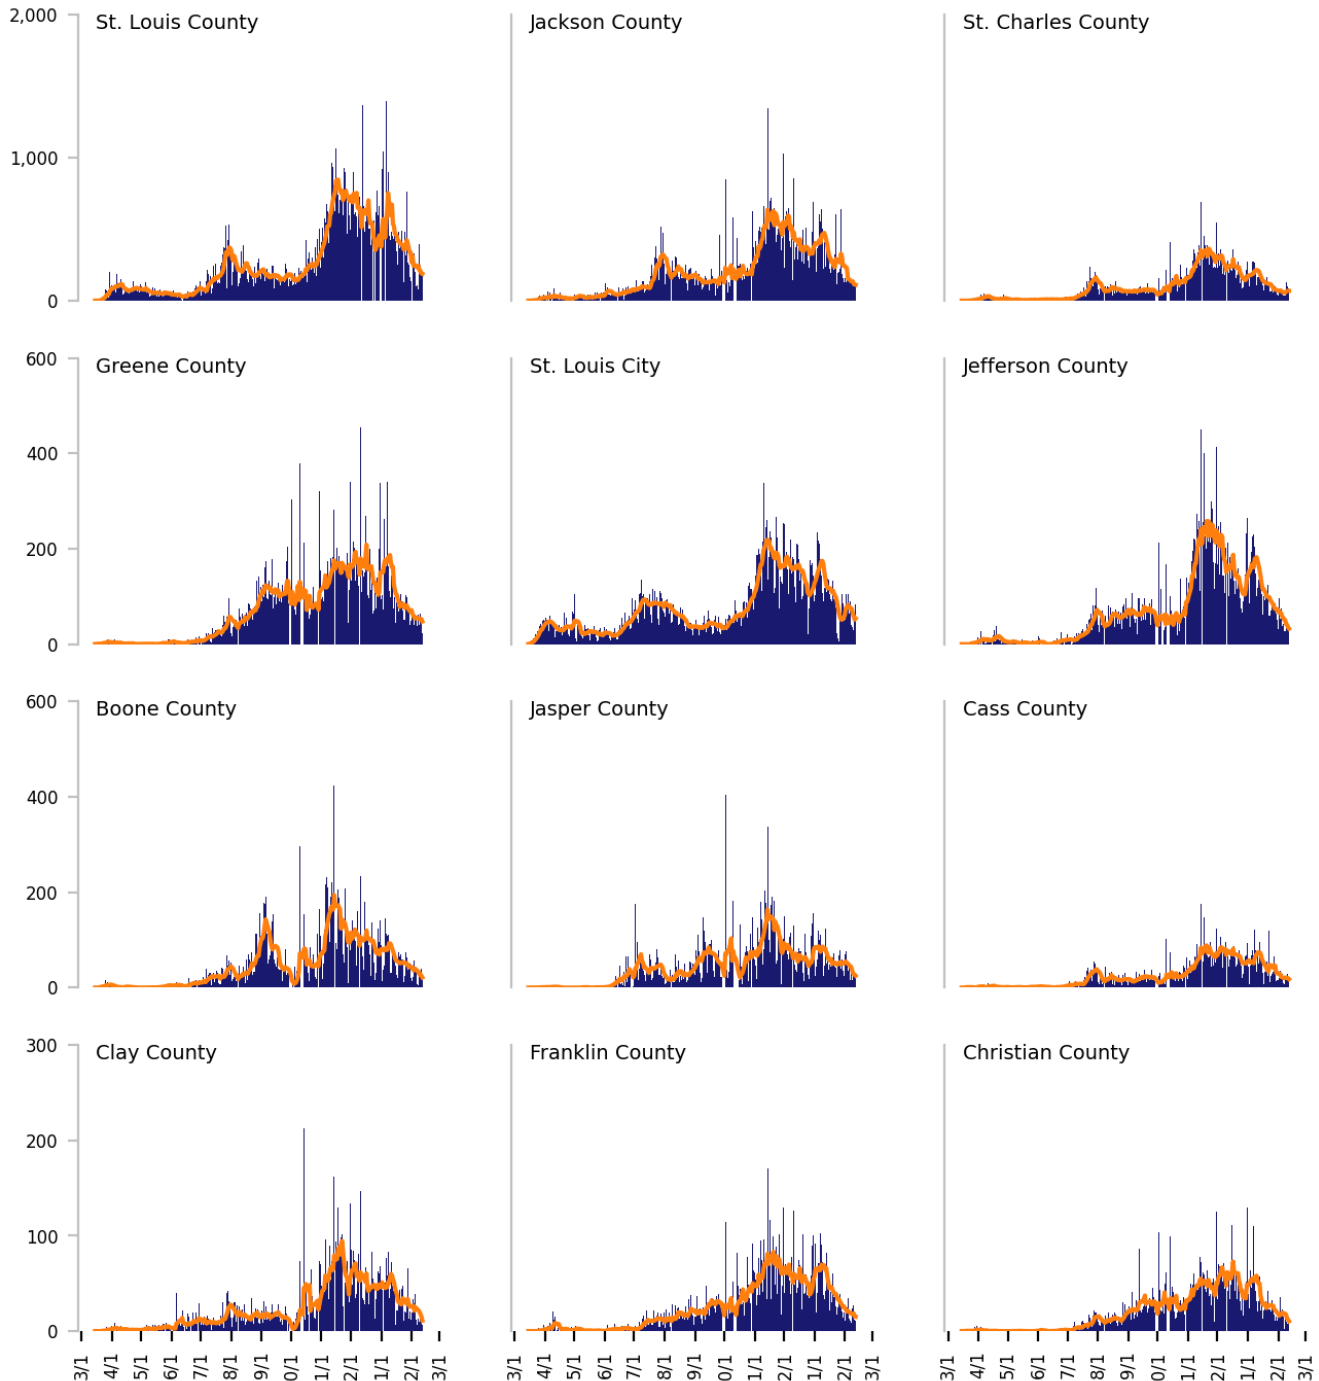 2,000
St. Louis County
Jackson County
St. Charles County
1,000
0
600
Greene County
St. Louis City
Jefferson County
400
200
0
600
Boone County
Jasper County
Cass County
400
200
0
300
Clay County
Franklin County
Christian County
200
100
0
3/1 4/1 5/1 6/1 7/1 8/1 9/1 0/1 1/1 2/1 1/1 2/1 3/1
3/1 4/1 5/1 6/1 7/1 8/1 9/1 0/1 1/1 2/1 1/1 2/1 3/1
3/1 4/1 5/1 6/1 7/1 8/1 9/1 0/1 1/1 2/1 1/1 2/1 3/1